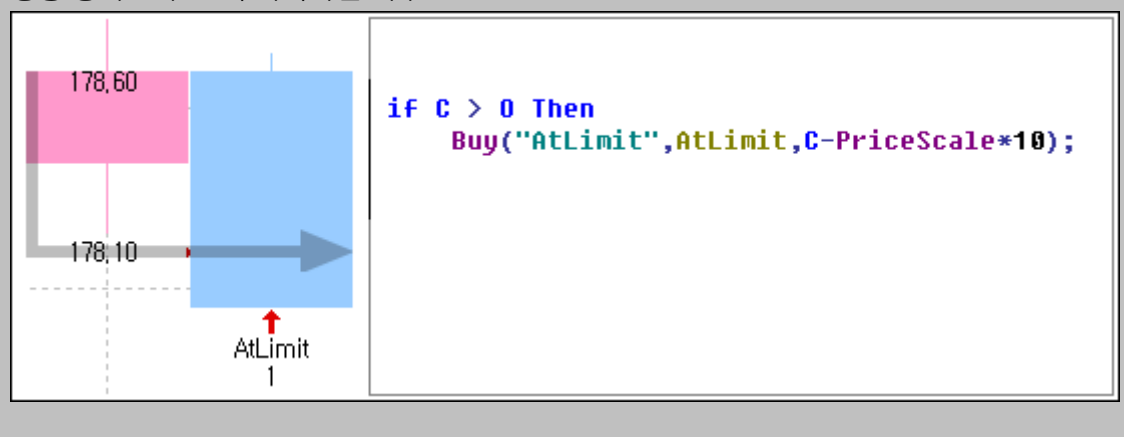 178,60
178,10
AtLimit
1
if C > O Then
Buy("AtLimit",AtLimit,C-PriceScale*10);